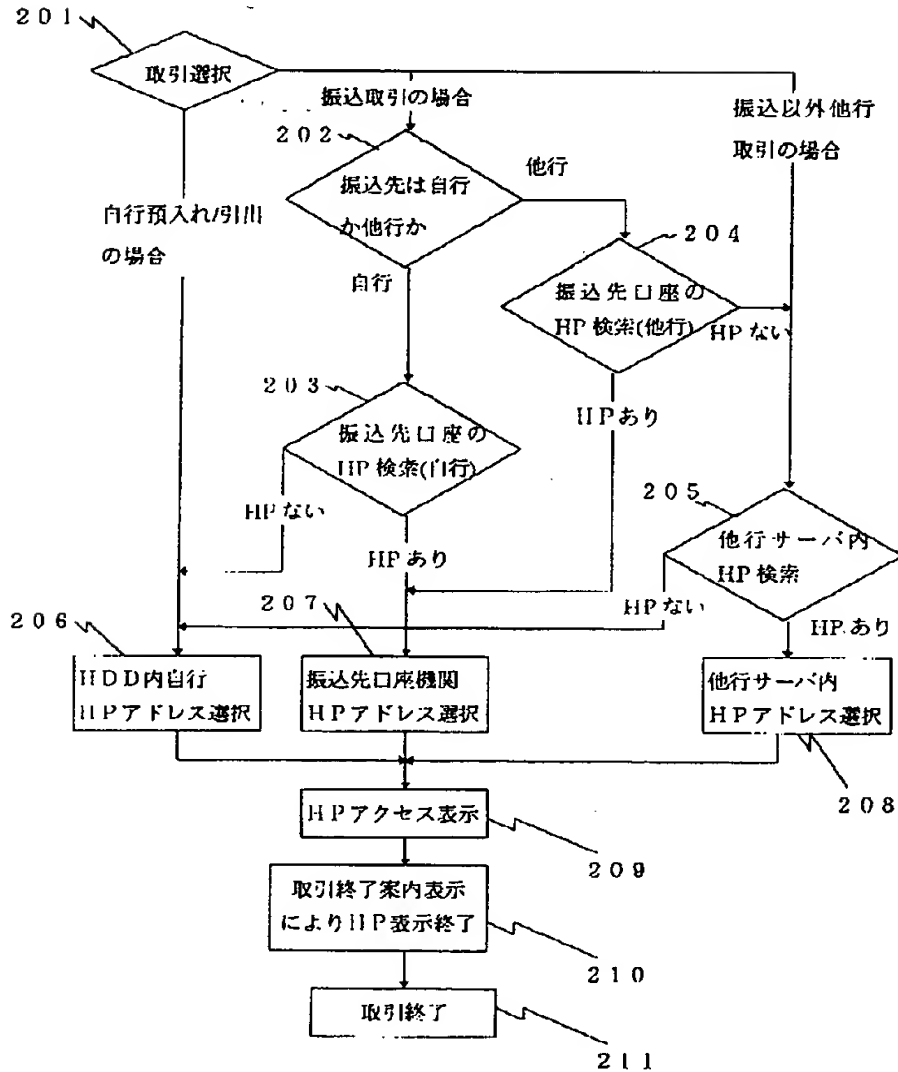 201
取引選択
振込取引の場合
振込以外他行
取引の場合
202
振込先は自行
か他行か
他行
自行預入れ/引出
の場合
204
自行
振込先口座の
HP検索(他行)
HPない
203
HPあり
振込先口座の
HP検索(自行)
205
HPない
他行サーバ内
HP検索
HPあり
207
HPない
206
HPあり
HDD内自行
HPアドレス選択
振込先口座機関
HPアドレス選択
他行サーバ内
HPアドレス選択
208
HPアクセス表示
209
取引終了案内表示
によりHP表示終了
210
取引終了
211